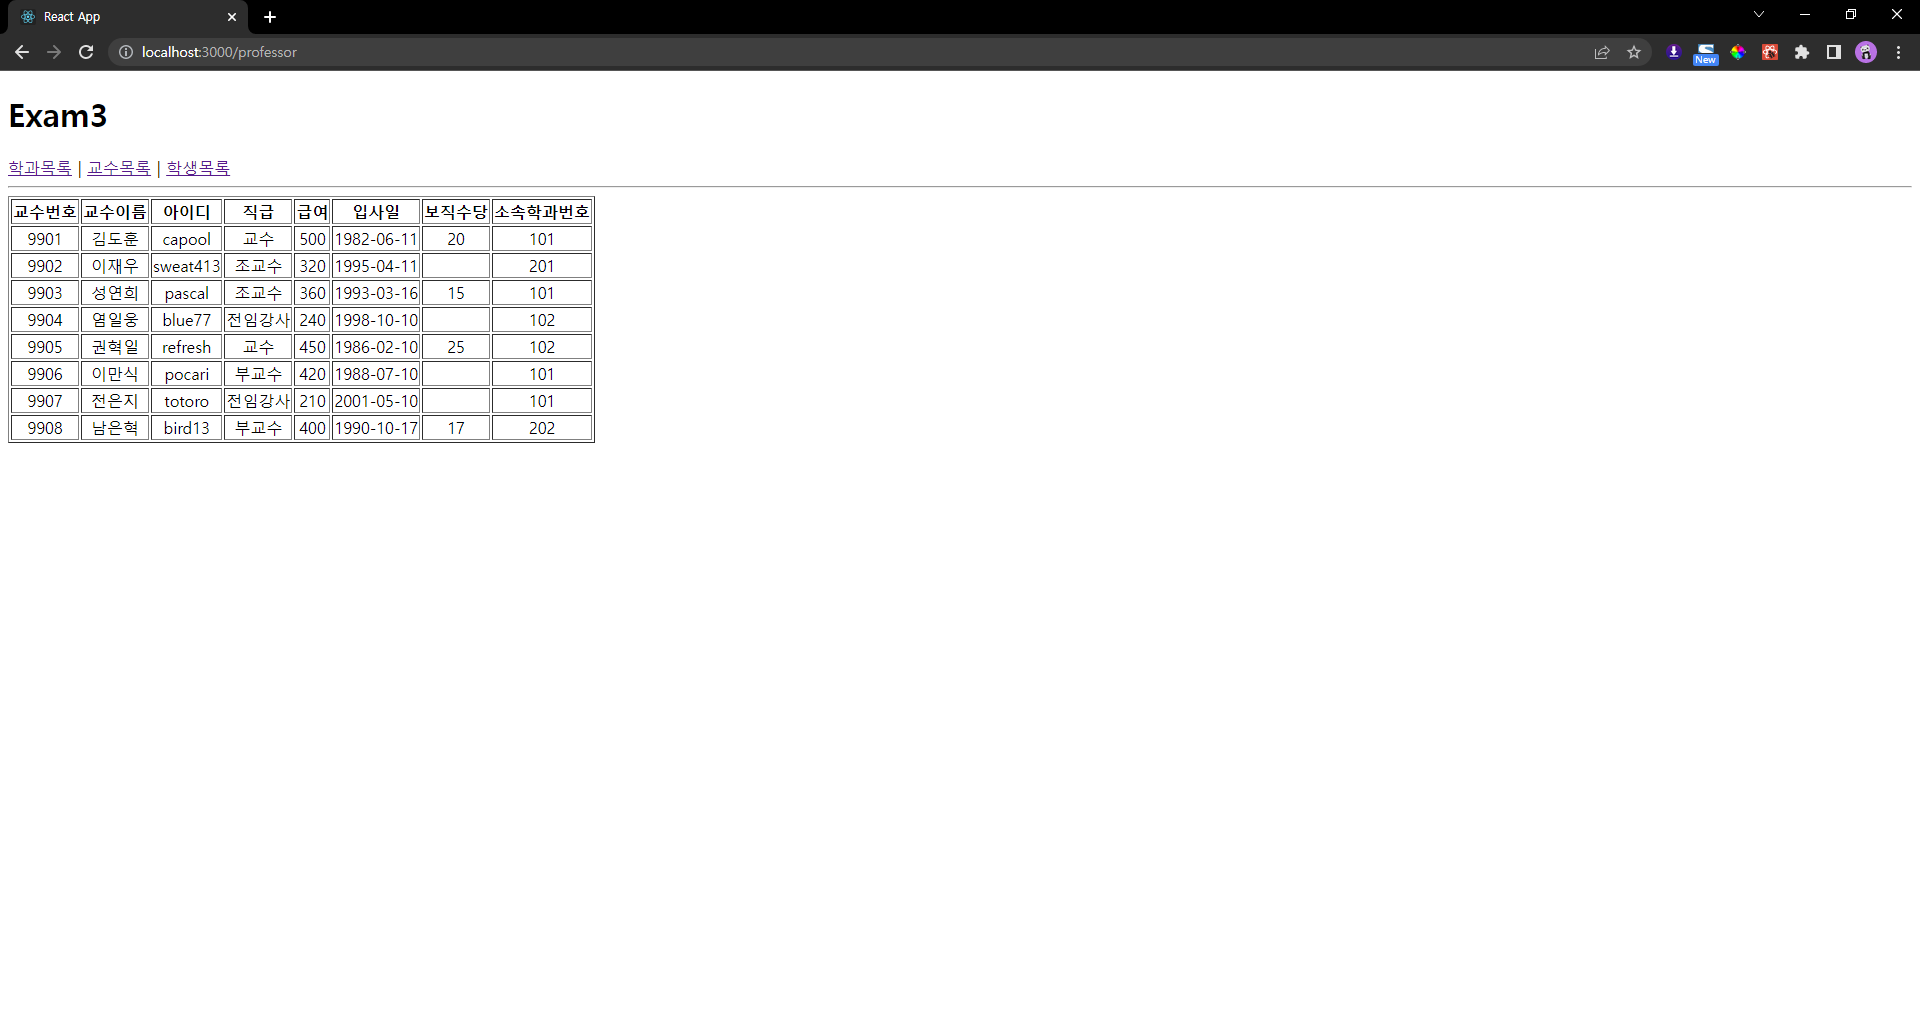 React App
localhost:3000/professor
New
Exam3
학과목록 | 교수목록 | 학생목록
교수번호 교수이름 아이디 직급 급여 입사일 보직수당 소속학과번호
9901 김도훈 capool 교수 500 1982-06-11 20 101
9902 이재우 sweat413 조교수 320 1995-04-11 201
9903 성연희 pascal 조교수 360 1993-03-16 15 101
9904 염일웅 blue77 전임강사 240 1998-10-10 102
9905 권혁일 refresh 교수 450 1986-02-10 25 102
9906 이만식 pocari 부교수 420 1988-07-10 101
9907 전은지 totoro 전임강사 210 2001-05-10 101
9908 남은혁 bird13 부교수 400 1990-10-17 17 202